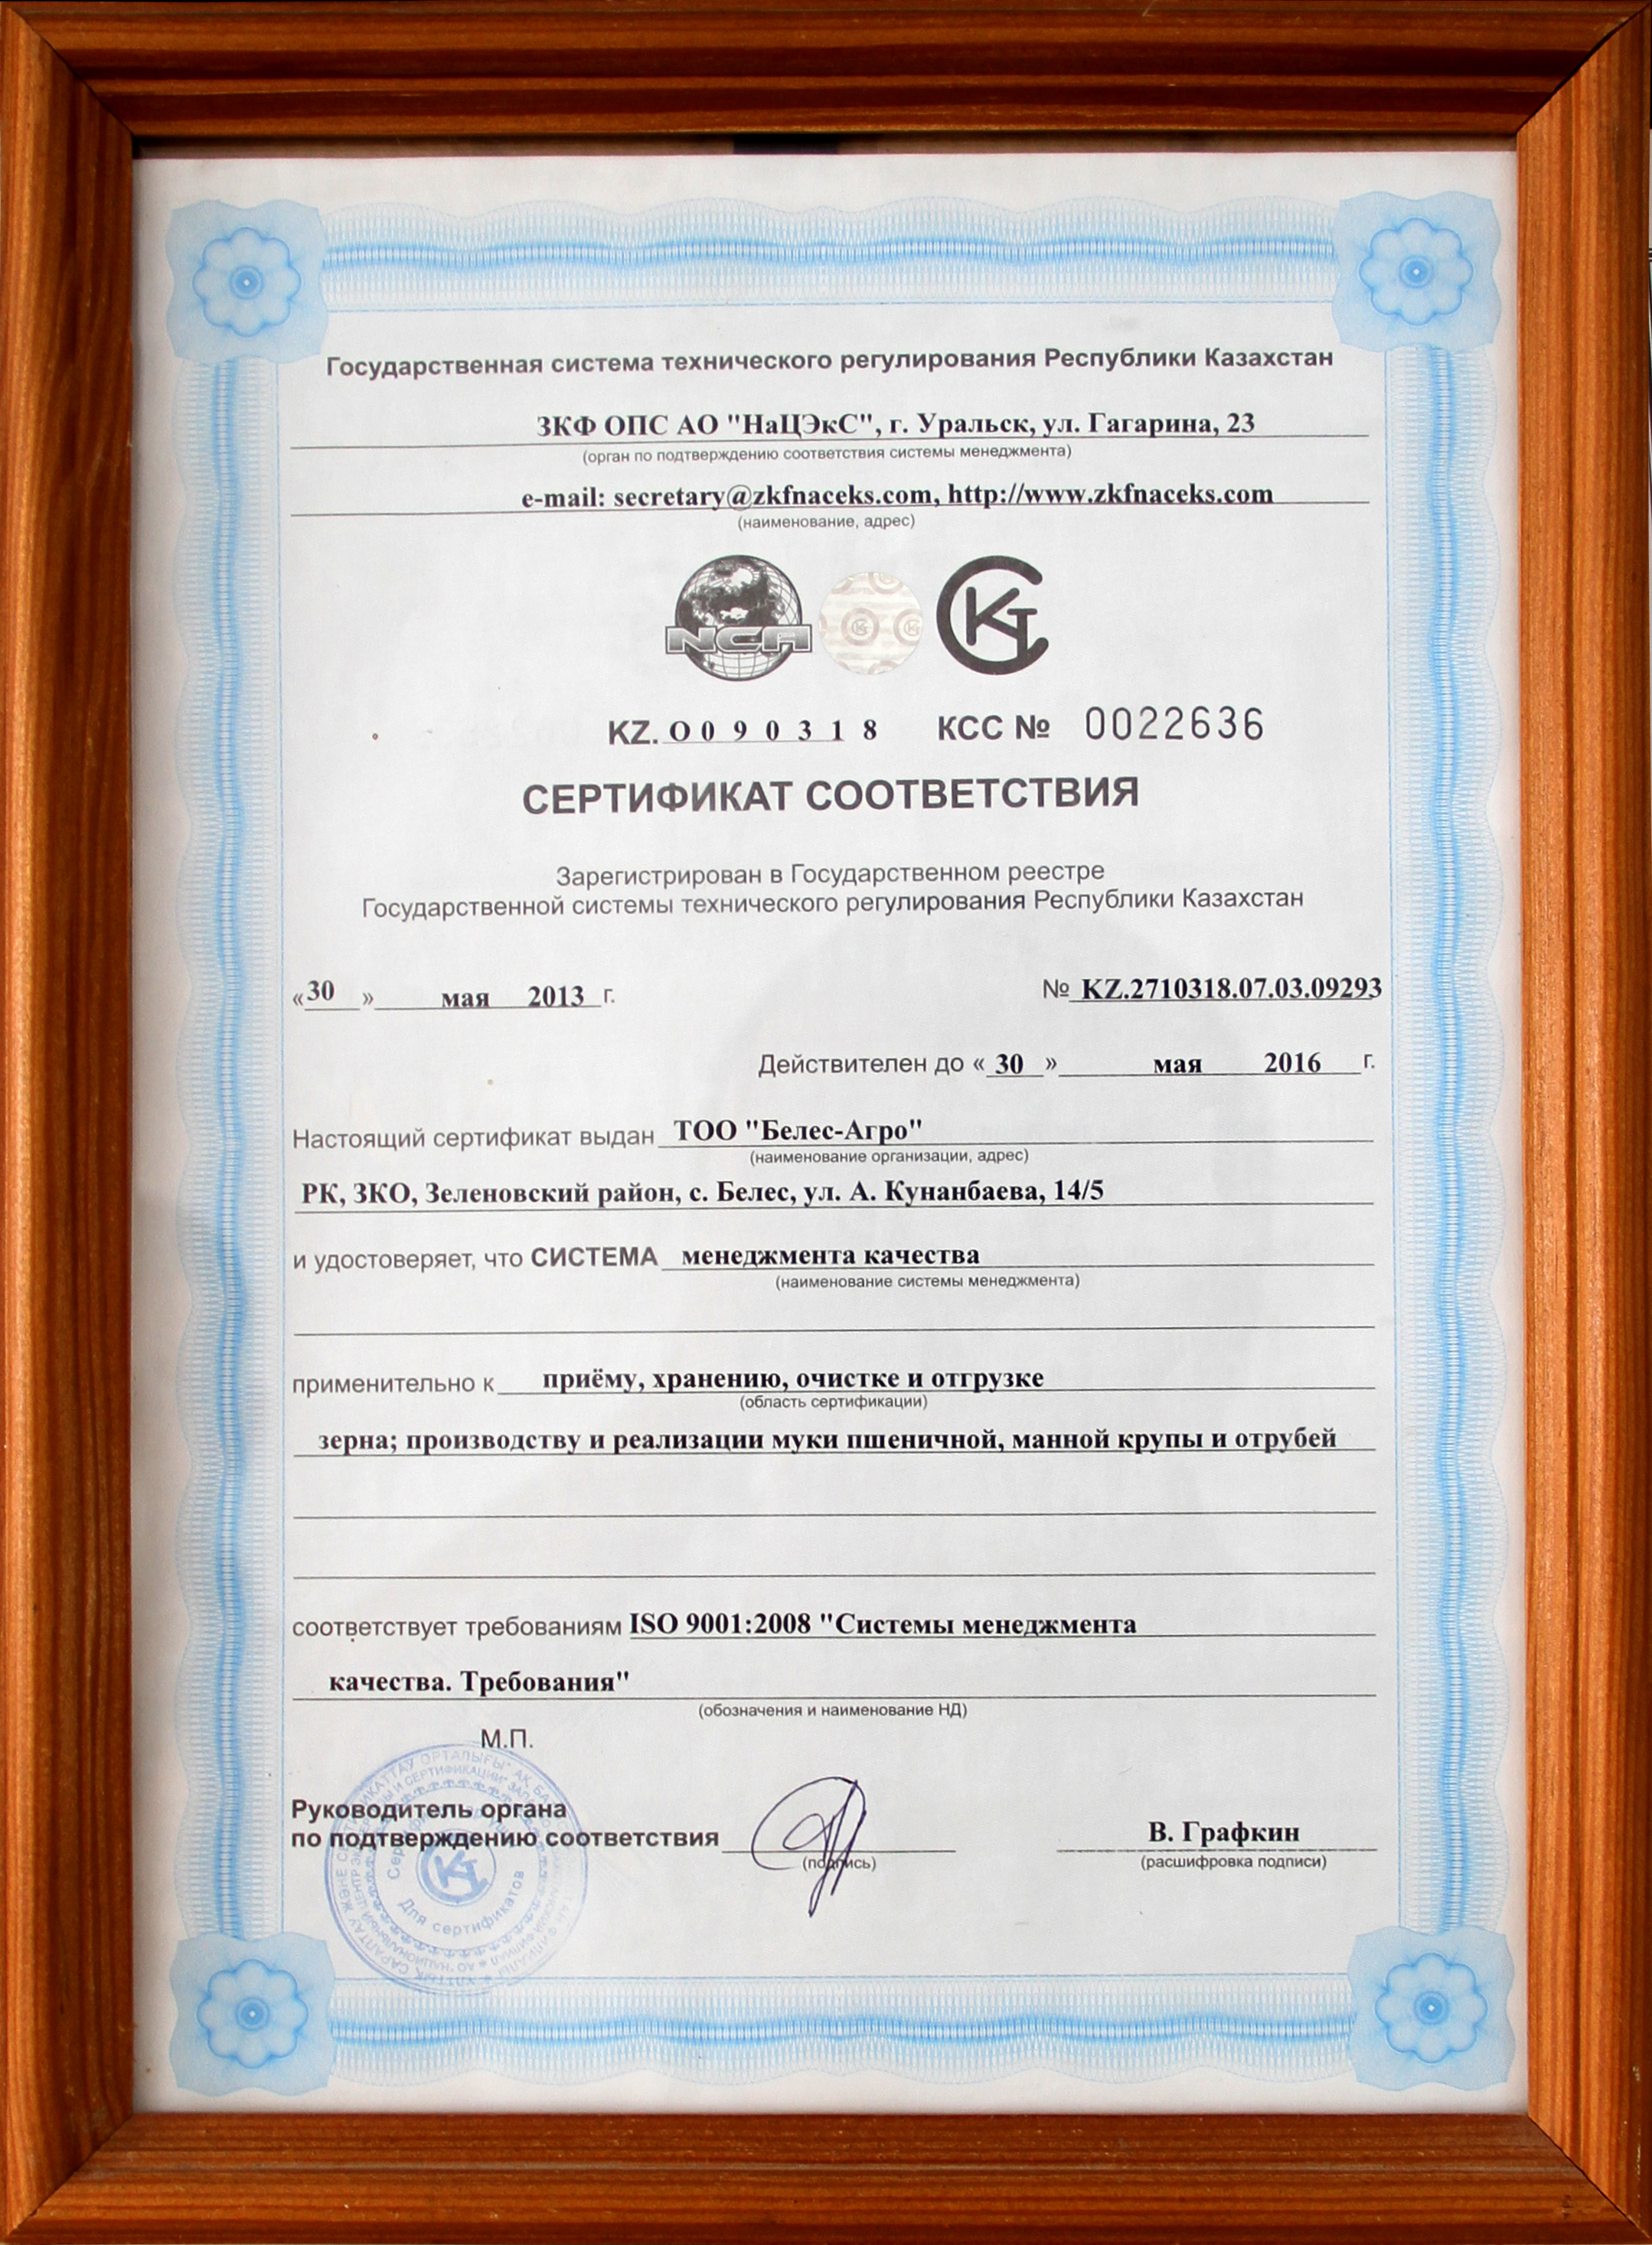 Государственная система технического регулирования Республики Казахстан
ЗКФ ОПС АО "НаЦЭкС", г. Уральск, ул. Гагарина, 23
(орган по подтверждению соответствия системы менеджмента)
e-mail: secretary@zkfnaceks.com, http://www.zkfnaceks.com
(наименование, адрес)
NCA
KZ. O 0 9 0 3 1 8 КСС № 0022636
СЕРТИФИКАТ СООТВЕТСТВИЯ
Зарегистрирован в Государственном реестре
Государственной системы технического регулирования Республики Казахстан
«30» мая 2013 г. № KZ.2710318.07.03.09293
Действителен до «30» мая 2016 г.
Настоящий сертификат выдан ТОО "Белес-Агро"
(наименование организации, адрес)
РК, ЗКО, Зеленовский район, с. Белес, ул. А. Кунанбаева, 14/5
и удостоверяет, что СИСТЕМА менеджмента качества
(наименование системы менеджмента)
применительно к приёму, хранению, очистке и отгрузке
(область сертификации)
зерна; производству и реализации муки пшеничной, манной крупы и отрубей
соответствует требованиям ISO 9001:2008 "Системы менеджмента
качества. Требования"
(обозначения и наименование НД)
М.П.
Руководитель органа
по подтверждению соответствия
(подпись)
В. Графкин
(расшифровка подписи)
Для сертификатов